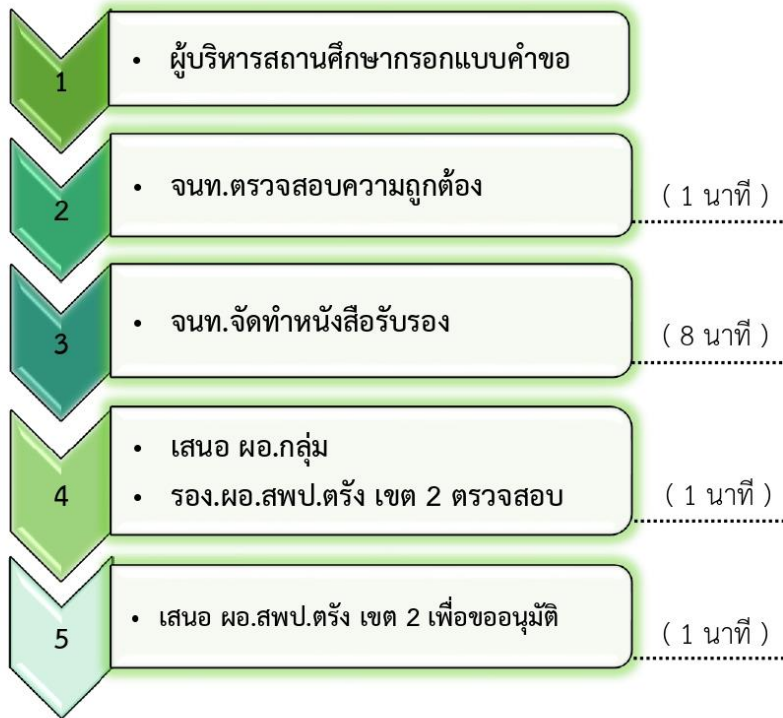 1
• ผู้บริหารสถานศึกษากรอกแบบคำขอ
2
• จนท.ตรวจสอบความถูกต้อง
( 1 นาที )
3
• จนท.จัดทำหนังสือรับรอง
( 8 นาที )
4
• เสนอ ผอ.กลุ่ม
• รอง.ผอ.สพป.ตรัง เขต 2 ตรวจสอบ
( 1 นาที )
5
• เสนอ ผอ.สพป.ตรัง เขต 2 เพื่อขออนุมัติ
( 1 นาที )